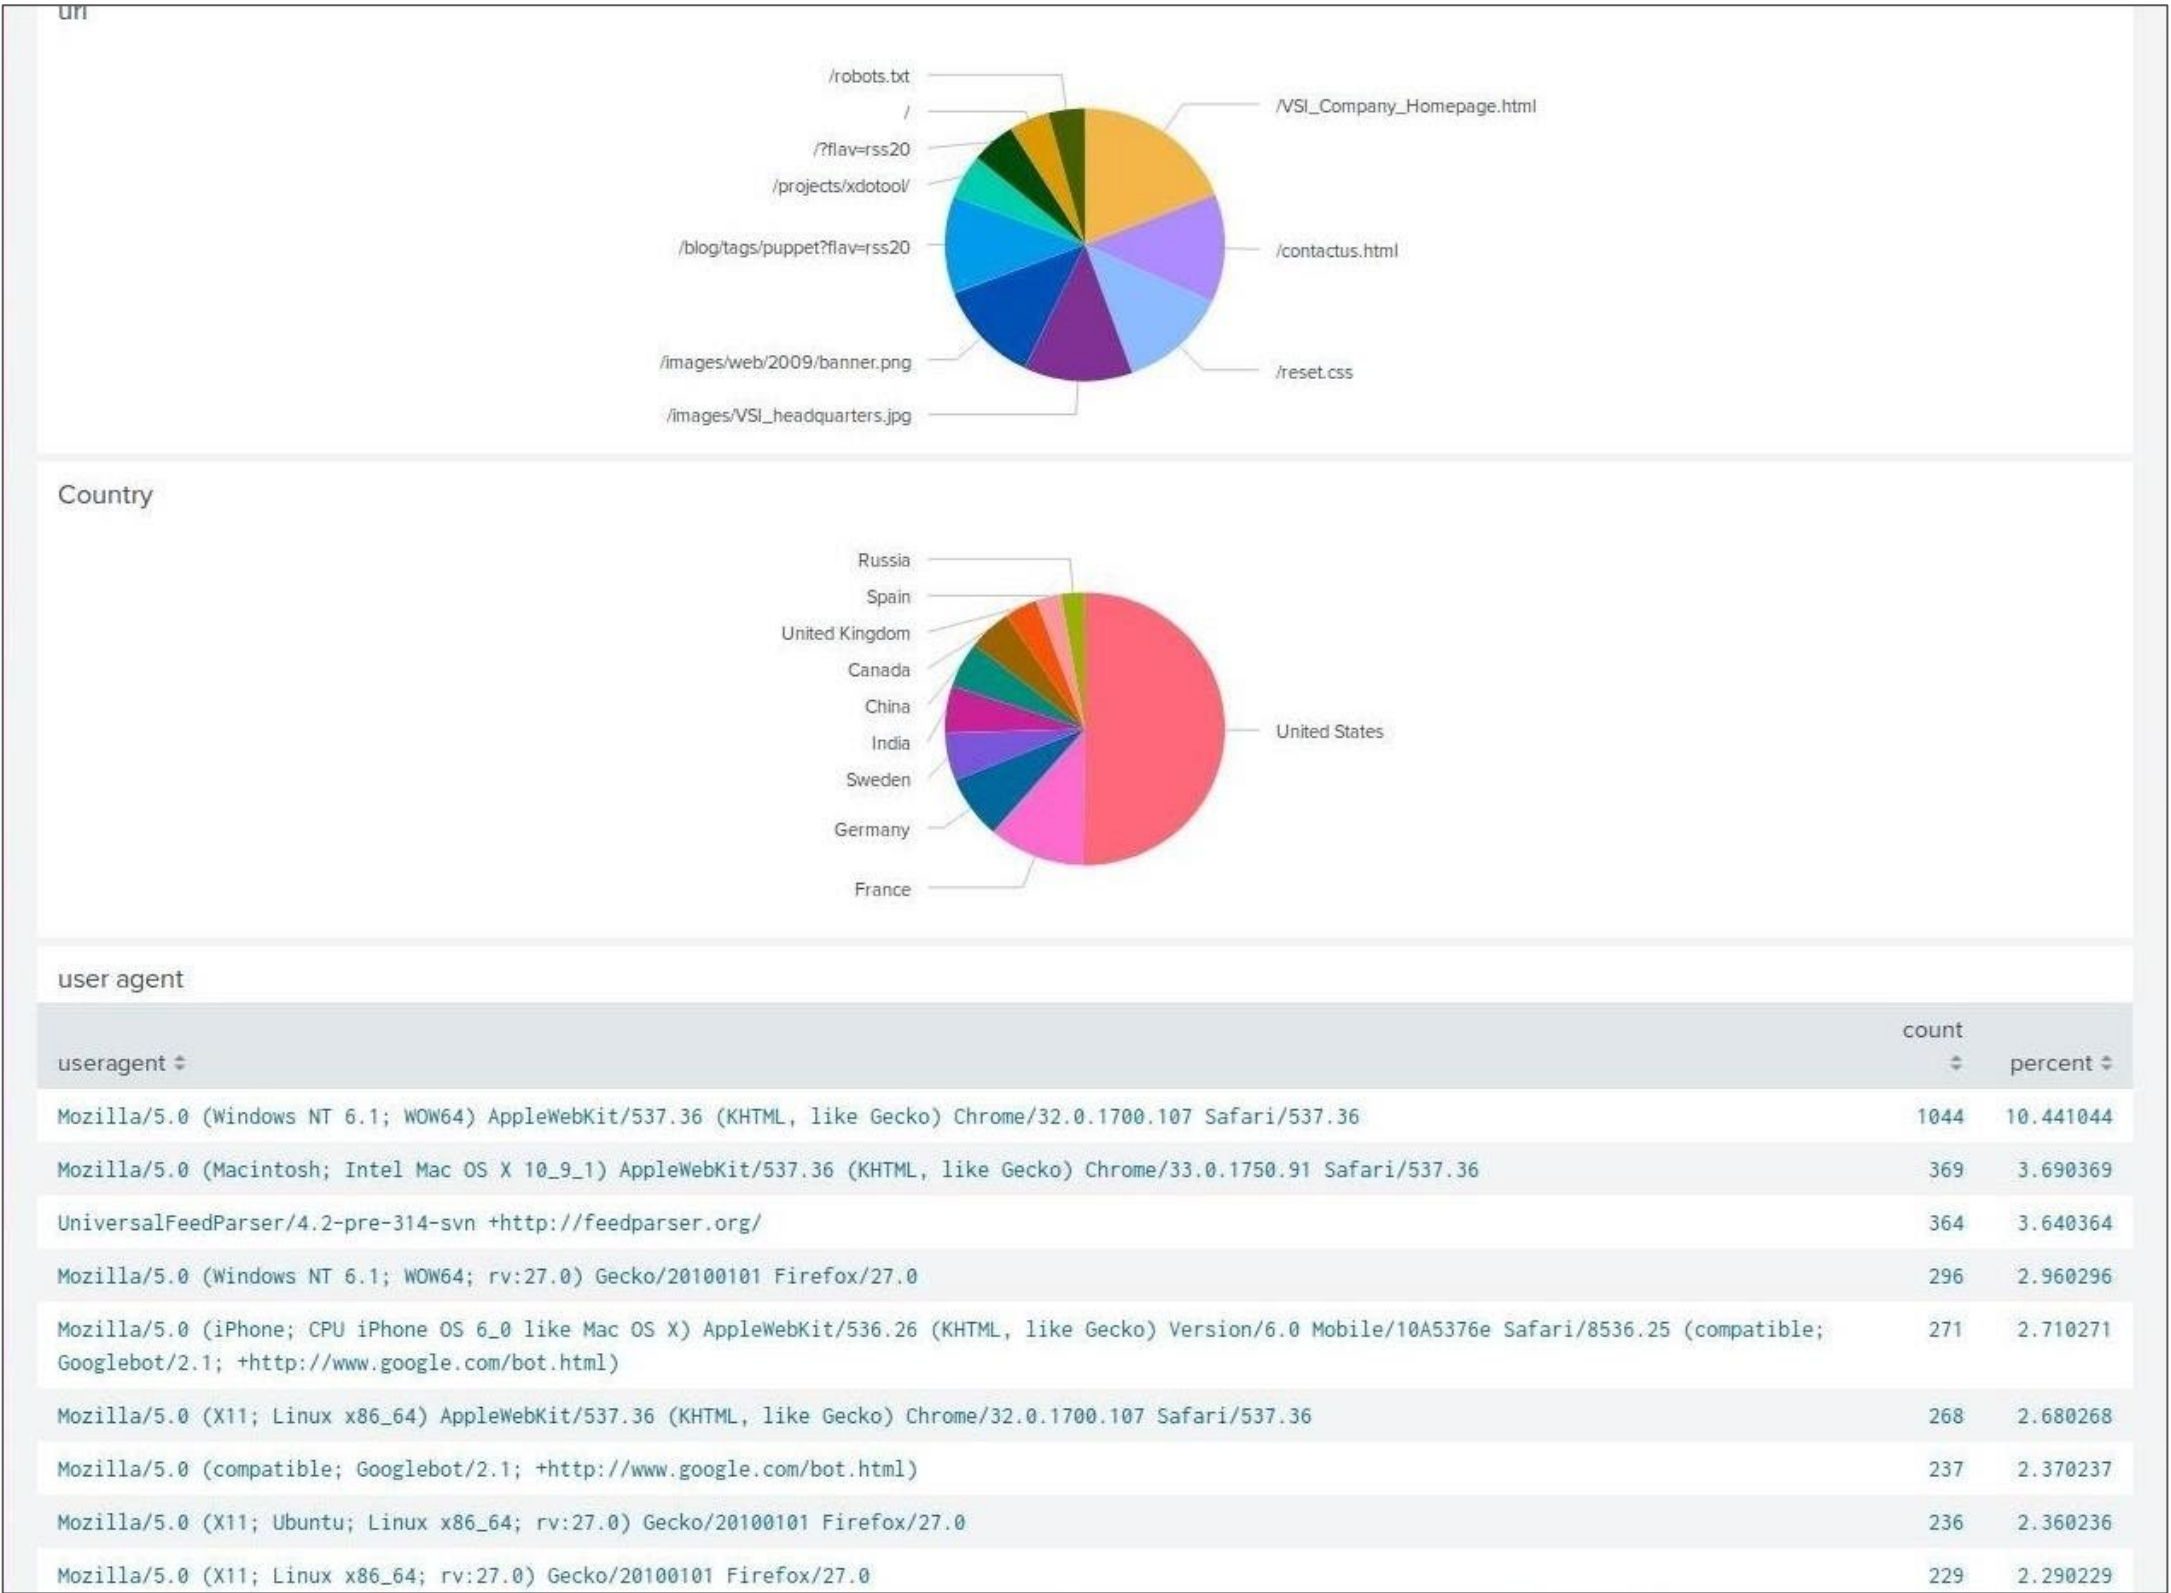 uri
/robots.txt
/VSI_Company_Homepage.html
/
/?flav=rss20
/projects/xdotool/
/blog/tags/puppet?flav=rss20
/contactus.html
/images/web/2009/banner.png
/reset.css
/images/VSI_headquarters.jpg
Country
Russia
Spain
United Kingdom
Canada
China
United States
India
Sweden
Germany
France
user agent
useragent count percent
Mozilla/5.0 (Windows NT 6.1; WOW64) AppleWebKit/537.36 (KHTML, like Gecko) Chrome/32.0.1700.107 Safari/537.36 1044 10.441044
Mozilla/5.0 (Macintosh; Intel Mac OS X 10_9_1) AppleWebKit/537.36 (KHTML, like Gecko) Chrome/33.0.1750.91 Safari/537.36 369 3.690369
UniversalFeedParser/4.2-pre-314-svn +http://feedparser.org/ 364 3.640364
Mozilla/5.0 (Windows NT 6.1; WOW64; rv:27.0) Gecko/20100101 Firefox/27.0 296 2.960296
Mozilla/5.0 (iPhone; CPU iPhone OS 6_0 like Mac OS X) AppleWebKit/536.26 (KHTML, like Gecko) Version/6.0 Mobile/10A5376e Safari/8536.25 (compatible; 271 2.710271
Googlebot/2.1; +http://www.google.com/bot.html)
Mozilla/5.0 (X11; Linux x86_64) AppleWebKit/537.36 (KHTML, like Gecko) Chrome/32.0.1700.107 Safari/537.36 268 2.680268
Mozilla/5.0 (compatible; Googlebot/2.1; +http://www.google.com/bot.html) 237 2.370237
Mozilla/5.0 (X11; Ubuntu; Linux x86_64; rv:27.0) Gecko/20100101 Firefox/27.0 236 2.360236
Mozilla/5.0 (X11; Linux x86_64; rv:27.0) Gecko/20100101 Firefox/27.0 229 2.290229